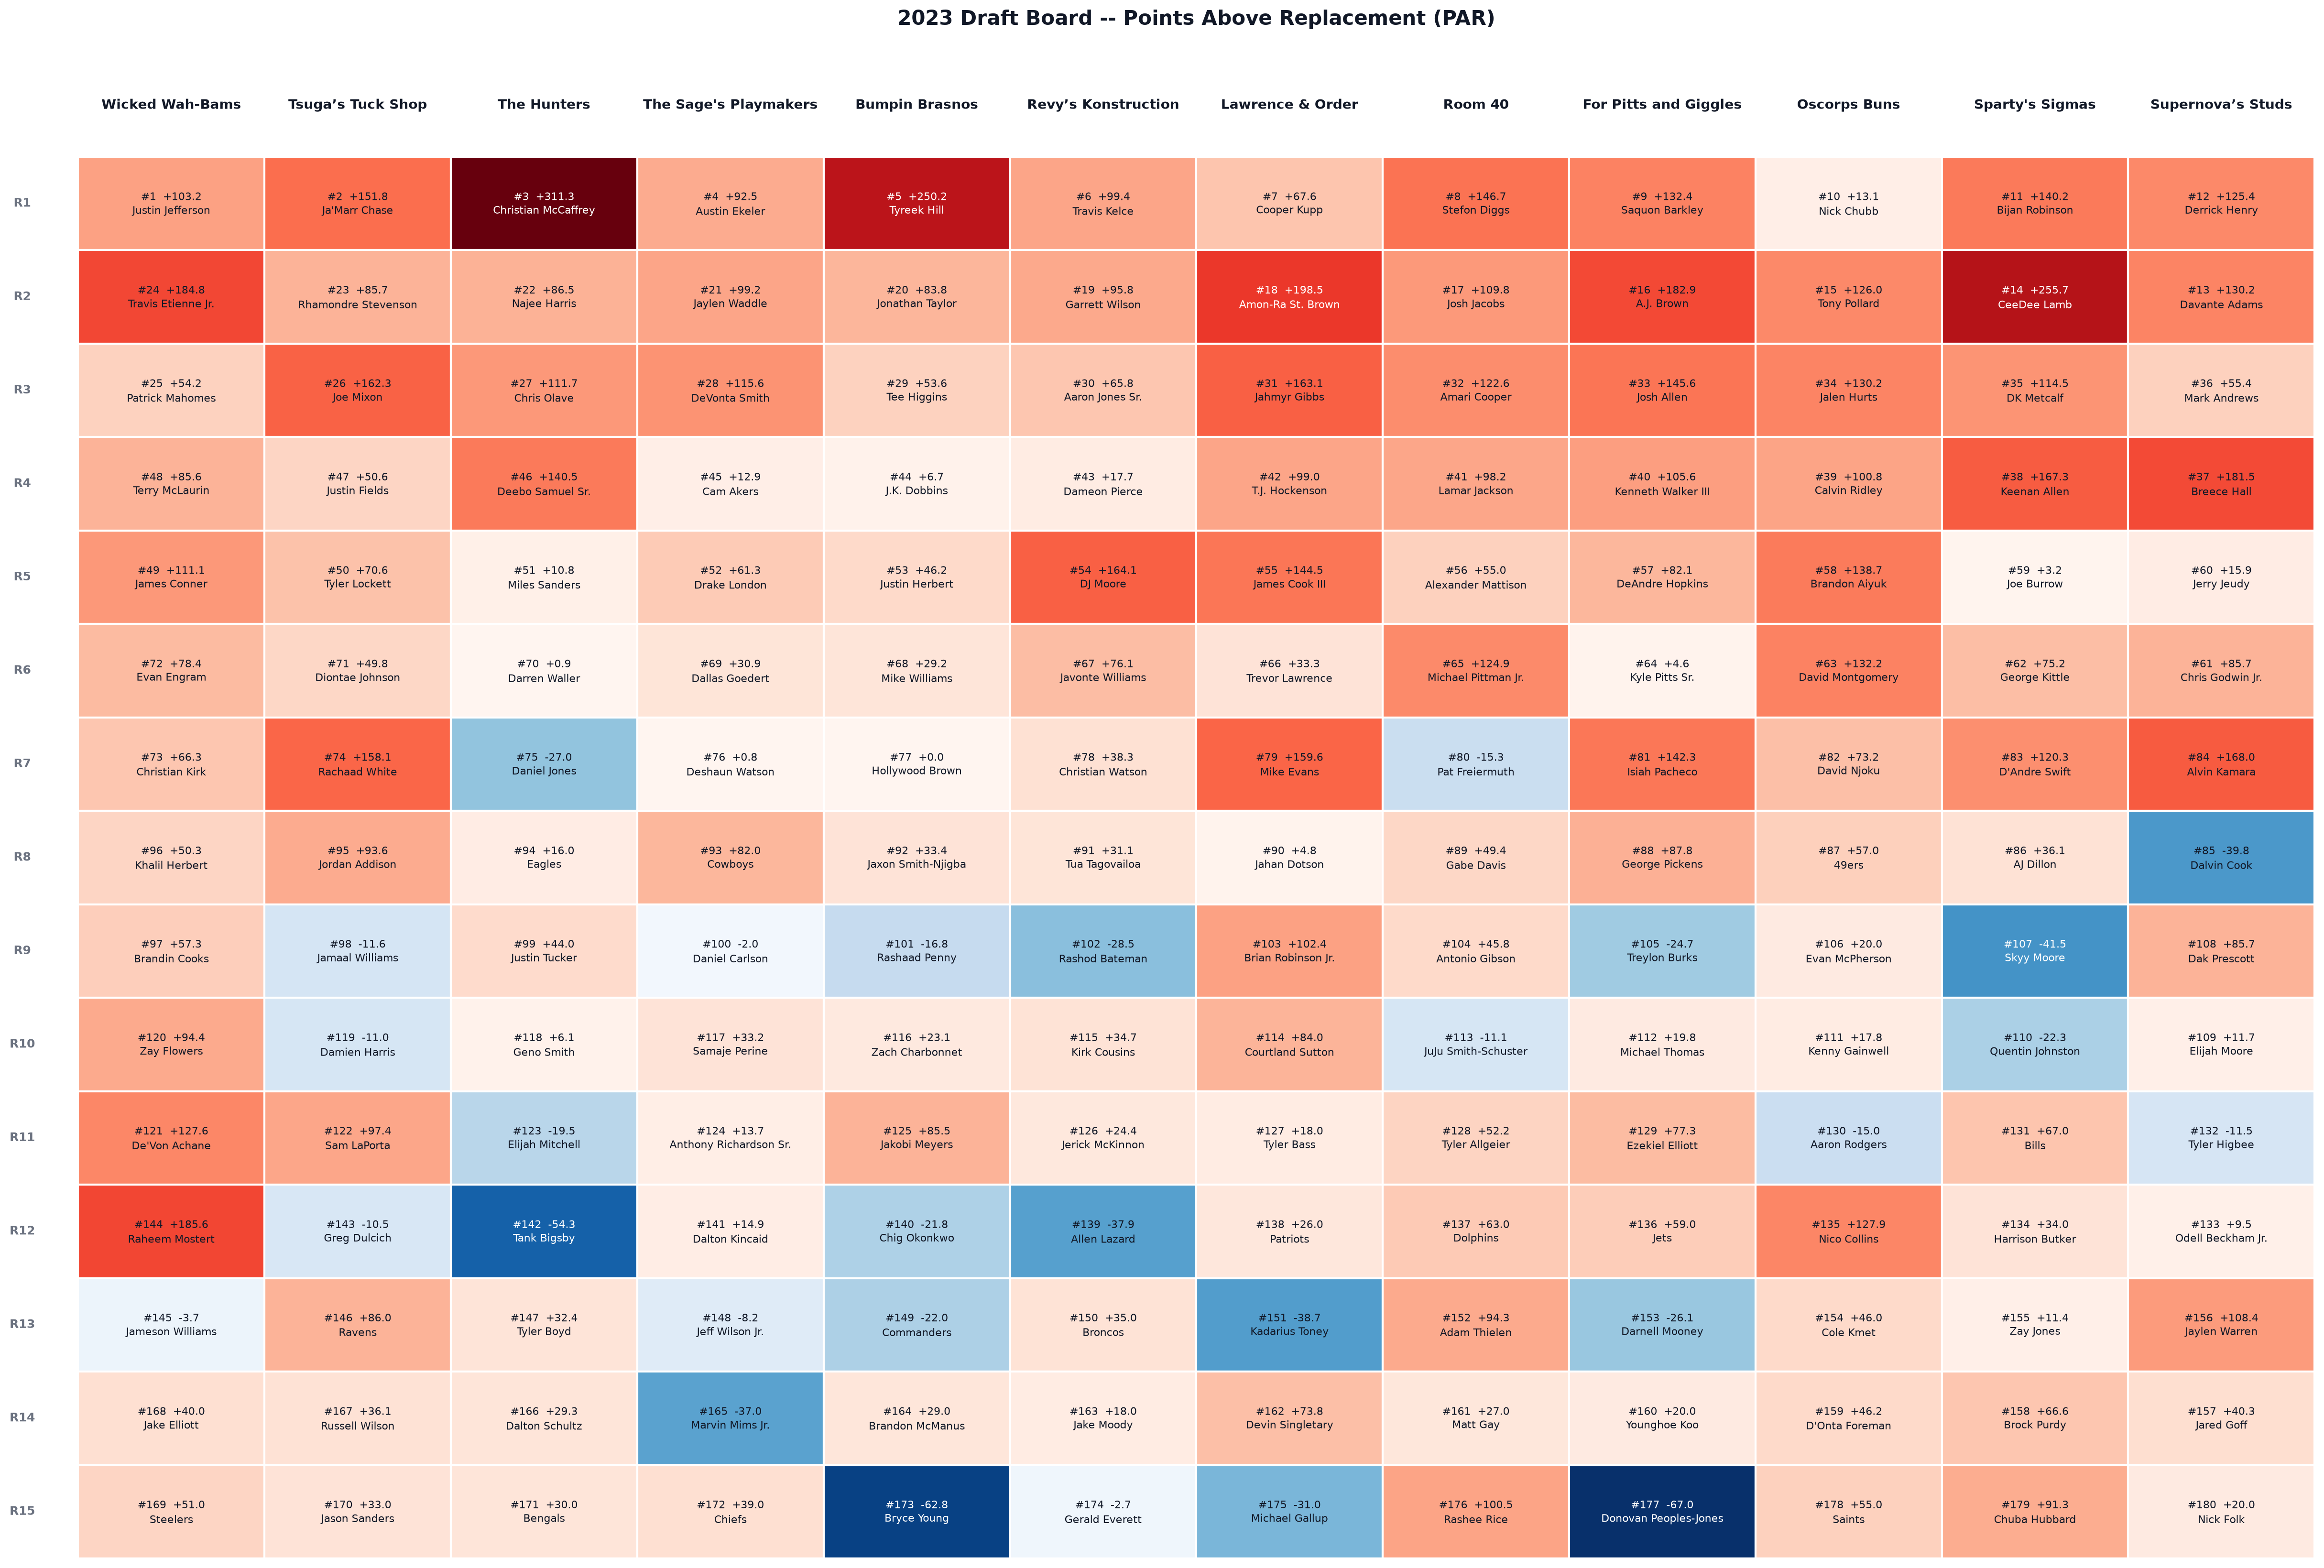 2023 Draft Board -- Points Above Replacement (PAR)
Wicked Wah-Bams Tsuga’s Tuck Shop The Hunters The Sage's Playmakers Bumpin Brasnos Revy’s Konstruction Lawrence & Order Room 40 For Pitts and Giggles Oscorps Buns Sparty's Sigmas Supernova’s Studs
R1
#1 +103.2 #2 +151.8 #3 +311.3 #4 +92.5 #5 +250.2 #6 +99.4 #7 +67.6 #8 +146.7 #9 +132.4 #10 +13.1 #11 +140.2 #12 +125.4
Justin Jefferson Ja'Marr Chase Christian McCaffrey Austin Ekeler Tyreek Hill Travis Kelce Cooper Kupp Stefon Diggs Saquon Barkley Nick Chubb Bijan Robinson Derrick Henry
R2
#24 +184.8 #23 +85.7 #22 +86.5 #21 +99.2 #20 +83.8 #19 +95.8 #18 +198.5 #17 +109.8 #16 +182.9 #15 +126.0 #14 +255.7 #13 +130.2
Travis Etienne Jr. Rhamondre Stevenson Najee Harris Jaylen Waddle Jonathan Taylor Garrett Wilson Amon-Ra St. Brown Josh Jacobs A.J. Brown Tony Pollard CeeDee Lamb Davante Adams
R3
#25 +54.2 #26 +162.3 #27 +111.7 #28 +115.6 #29 +53.6 #30 +65.8 #31 +163.1 #32 +122.6 #33 +145.6 #34 +130.2 #35 +114.5 #36 +55.4
Patrick Mahomes Joe Mixon Chris Olave DeVonta Smith Tee Higgins Aaron Jones Sr. Jahmyr Gibbs Amari Cooper Josh Allen Jalen Hurts DK Metcalf Mark Andrews
R4
#48 +85.6 #47 +50.6 #46 +140.5 #45 +12.9 #44 +6.7 #43 +17.7 #42 +99.0 #41 +98.2 #40 +105.6 #39 +100.8 #38 +167.3 #37 +181.5
Terry McLaurin Justin Fields Deebo Samuel Sr. Cam Akers J.K. Dobbins Dameon Pierce T.J. Hockenson Lamar Jackson Kenneth Walker III Calvin Ridley Keenan Allen Breece Hall
R5
#49 +111.1 #50 +70.6 #51 +10.8 #52 +61.3 #53 +46.2 #54 +164.1 #55 +144.5 #56 +55.0 #57 +82.1 #58 +138.7 #59 +3.2 #60 +15.9
James Conner Tyler Lockett Miles Sanders Drake London Justin Herbert DJ Moore James Cook III Alexander Mattison DeAndre Hopkins Brandon Aiyuk Joe Burrow Jerry Jeudy
R6
#72 +78.4 #71 +49.8 #70 +0.9 #69 +30.9 #68 +29.2 #67 +76.1 #66 +33.3 #65 +124.9 #64 +4.6 #63 +132.2 #62 +75.2 #61 +85.7
Evan Engram Diontae Johnson Darren Waller Dallas Goedert Mike Williams Javonte Williams Trevor Lawrence Michael Pittman Jr. Kyle Pitts Sr. David Montgomery George Kittle Chris Godwin Jr.
R7
#73 +66.3 #74 +158.1 #75 -27.0 #76 +0.8 #77 +0.0 #78 +38.3 #79 +159.6 #80 -15.3 #81 +142.3 #82 +73.2 #83 +120.3 #84 +168.0
Christian Kirk Rachaad White Daniel Jones Deshaun Watson Hollywood Brown Christian Watson Mike Evans Pat Freiermuth Isiah Pacheco David Njoku D'Andre Swift Alvin Kamara
R8
#96 +50.3 #95 +93.6 #94 +16.0 #93 +82.0 #92 +33.4 #91 +31.1 #90 +4.8 #89 +49.4 #88 +87.8 #87 +57.0 #86 +36.1 #85 -39.8
Khalil Herbert Jordan Addison Eagles Cowboys Jaxon Smith-Njigba Tua Tagovailoa Jahan Dotson Gabe Davis George Pickens 49ers AJ Dillon Dalvin Cook
R9
#97 +57.3 #98 -11.6 #99 +44.0 #100 -2.0 #101 -16.8 #102 -28.5 #103 +102.4 #104 +45.8 #105 -24.7 #106 +20.0 #107 -41.5 #108 +85.7
Brandin Cooks Jamaal Williams Justin Tucker Daniel Carlson Rashaad Penny Rashod Bateman Brian Robinson Jr. Antonio Gibson Treylon Burks Evan McPherson Skyy Moore Dak Prescott
R10
#120 +94.4 #119 -11.0 #118 +6.1 #117 +33.2 #116 +23.1 #115 +34.7 #114 +84.0 #113 -11.1 #112 +19.8 #111 +17.8 #110 -22.3 #109 +11.7
Zay Flowers Damien Harris Geno Smith Samaje Perine Zach Charbonnet Kirk Cousins Courtland Sutton JuJu Smith-Schuster Michael Thomas Kenny Gainwell Quentin Johnston Elijah Moore
R11
#121 +127.6 #122 +97.4 #123 -19.5 #124 +13.7 #125 +85.5 #126 +24.4 #127 +18.0 #128 +52.2 #129 +77.3 #130 -15.0 #131 +67.0 #132 -11.5
De'Von Achane Sam LaPorta Elijah Mitchell Anthony Richardson Sr. Jakobi Meyers Jerick McKinnon Tyler Bass Tyler Allgeier Ezekiel Elliott Aaron Rodgers Bills Tyler Higbee
R12
#144 +185.6 #143 -10.5 #142 -54.3 #141 +14.9 #140 -21.8 #139 -37.9 #138 +26.0 #137 +63.0 #136 +59.0 #135 +127.9 #134 +34.0 #133 +9.5
Raheem Mostert Greg Dulcich Tank Bigsby Dalton Kincaid Chig Okonkwo Allen Lazard Patriots Dolphins Jets Nico Collins Harrison Butker Odell Beckham Jr.
R13
#145 -3.7 #146 +86.0 #147 +32.4 #148 -8.2 #149 -22.0 #150 +35.0 #151 -38.7 #152 +94.3 #153 -26.1 #154 +46.0 #155 +11.4 #156 +108.4
Jameson Williams Ravens Tyler Boyd Jeff Wilson Jr. Commanders Broncos Kadarius Toney Adam Thielen Darnell Mooney Cole Kmet Zay Jones Jaylen Warren
R14
#168 +40.0 #167 +36.1 #166 +29.3 #165 -37.0 #164 +29.0 #163 +18.0 #162 +73.8 #161 +27.0 #160 +20.0 #159 +46.2 #158 +66.6 #157 +40.3
Jake Elliott Russell Wilson Dalton Schultz Marvin Mims Jr. Brandon McManus Jake Moody Devin Singletary Matt Gay Younghoe Koo D'Onta Foreman Brock Purdy Jared Goff
R15
#169 +51.0 #170 +33.0 #171 +30.0 #172 +39.0 #173 -62.8 #174 -2.7 #175 -31.0 #176 +100.5 #177 -67.0 #178 +55.0 #179 +91.3 #180 +20.0
Steelers Jason Sanders Bengals Chiefs Bryce Young Gerald Everett Michael Gallup Rashee Rice Donovan Peoples-Jones Saints Chuba Hubbard Nick Folk